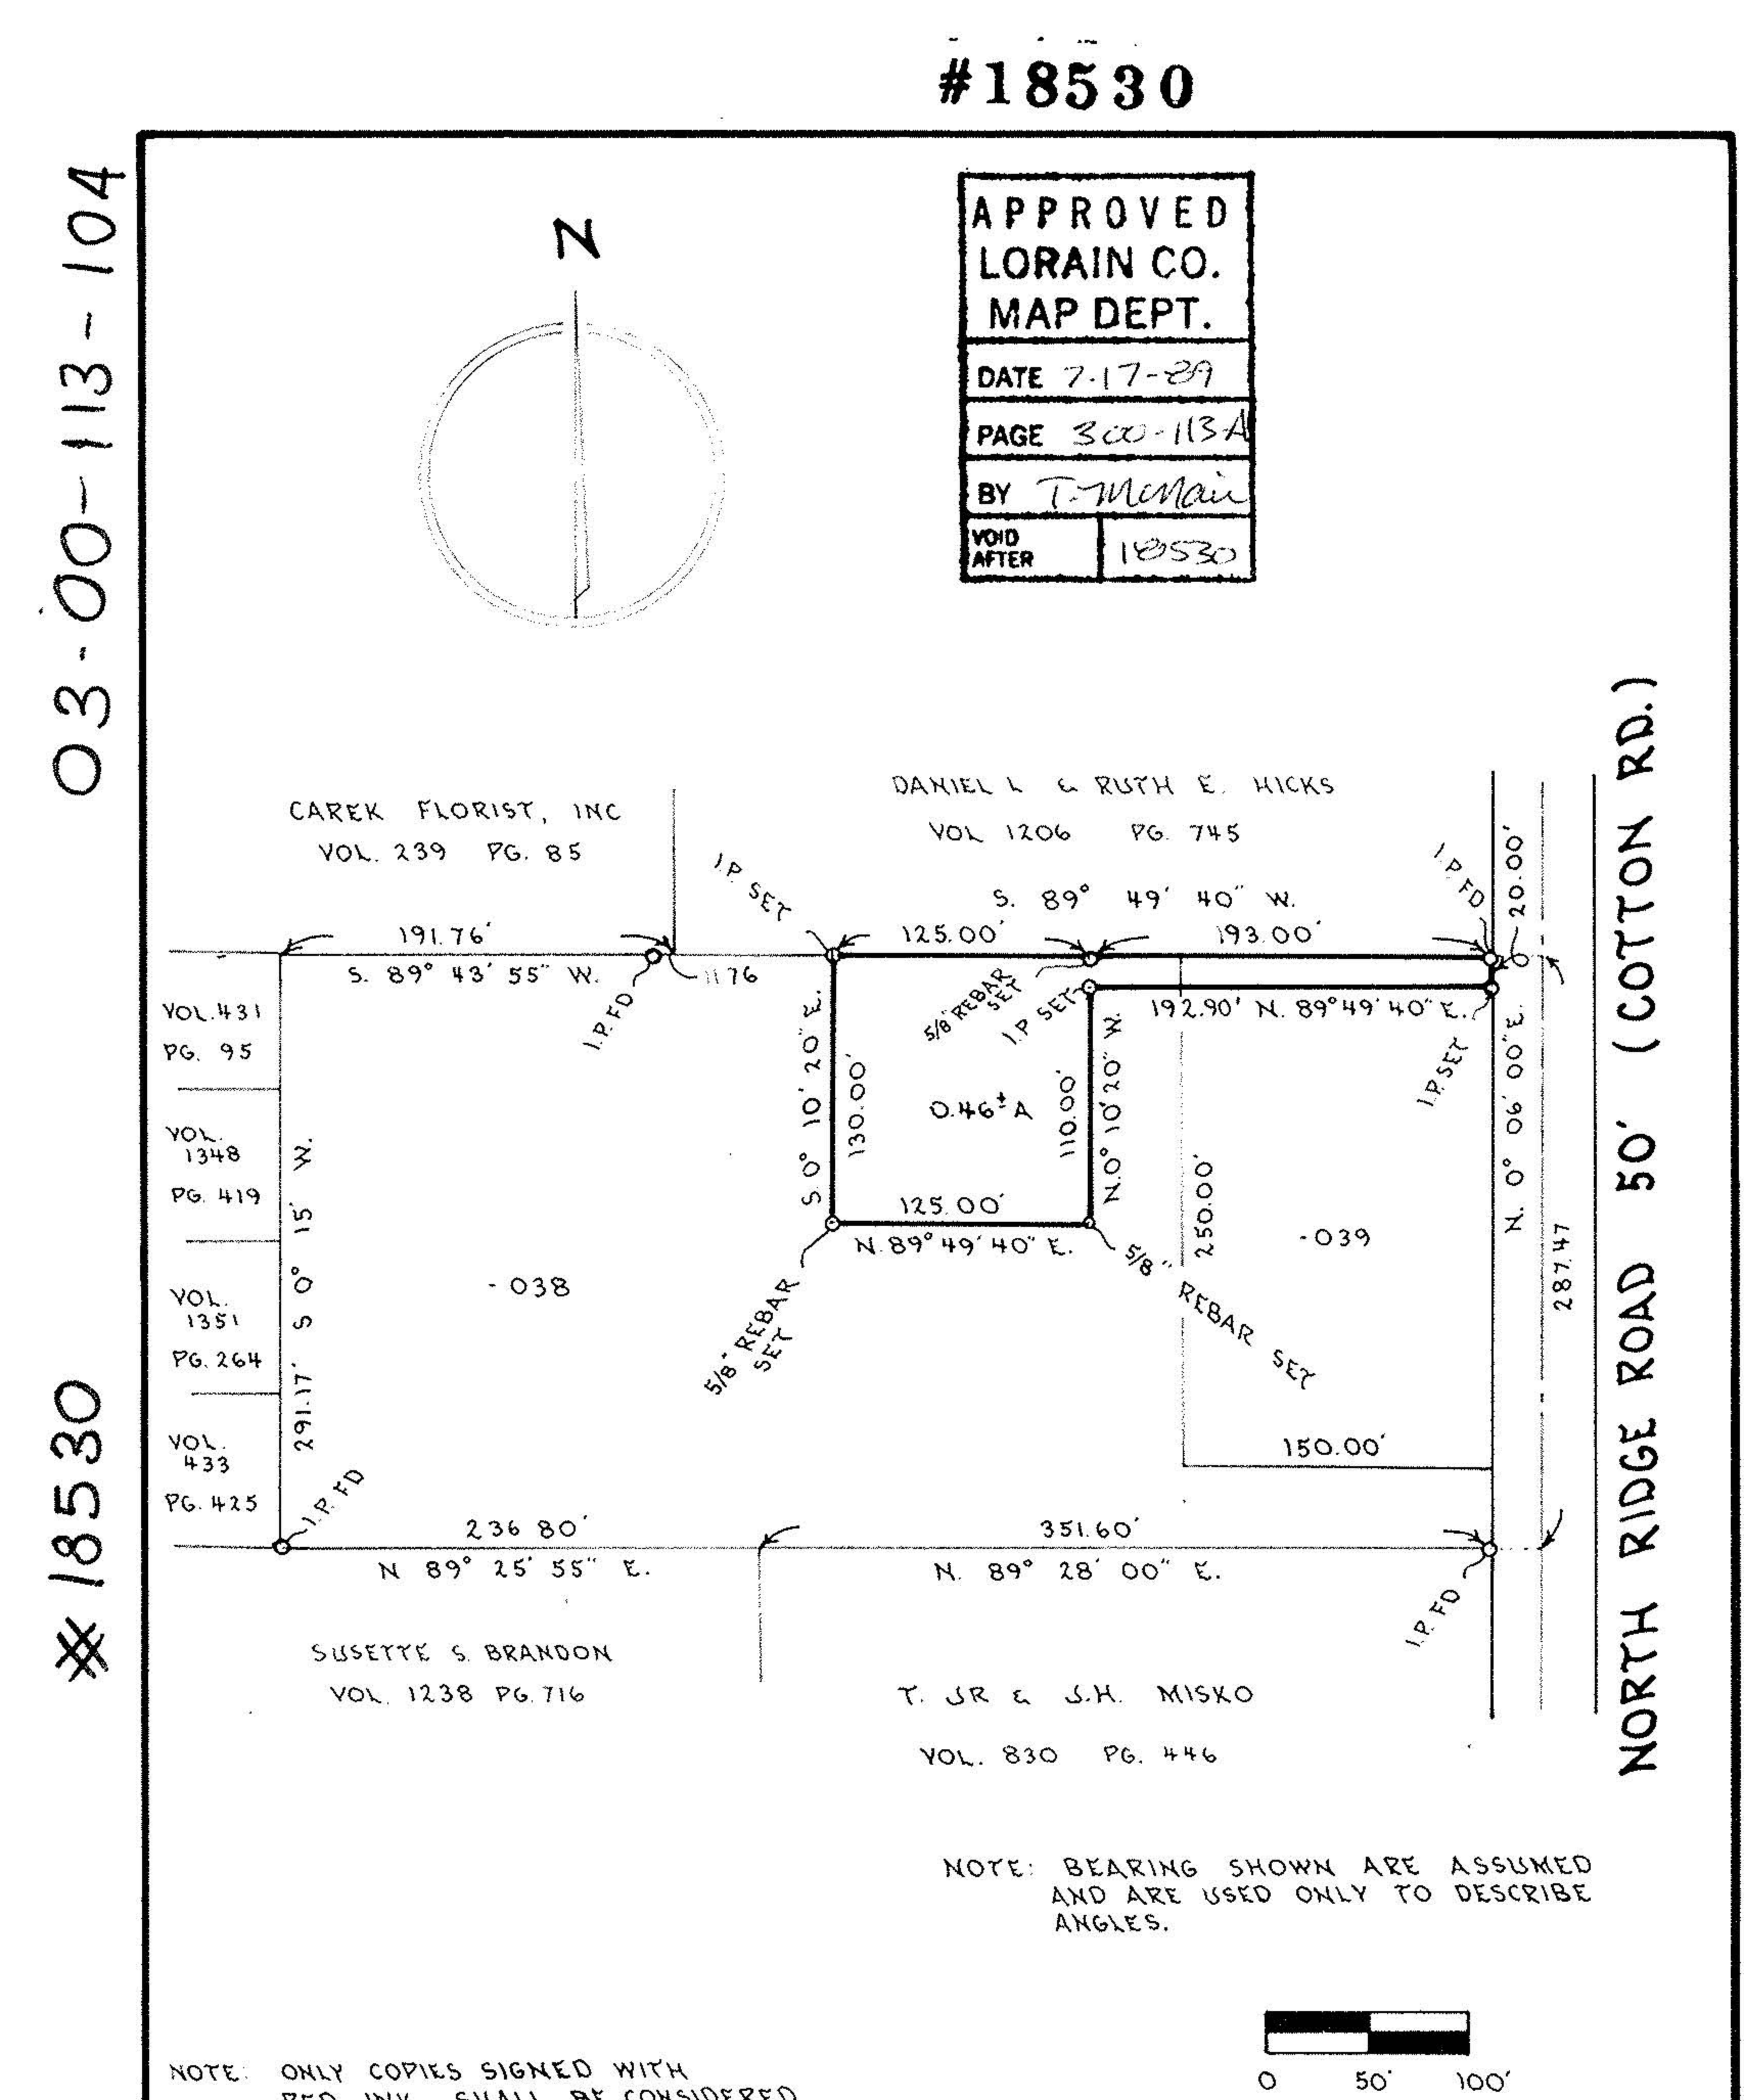 #18530
03-00-113-104
N
APPROVED
LORAIN CO.
MAP DEPT.
DATE 7-17-89
PAGE 300-113A
BY T. McNair
VOID AFTER 18530
CAREK FLORIST, INC
VOL. 239 PG. 85
DANIEL L & RUTH E. HICKS
VOL 1206 PG. 745
S. 89° 49' 40" W.
I.P. SET
I.P. FD
20.00'
191.76'
S. 89° 43' 55" W.
I.P. FD
11.76
125.00'
193.00'
5/8" REBAR
SET
I.P. SET
192.90' N. 89°49'40" E.
I.P. SET
VOL. 431
PG. 95
VOL.
1348
PG. 419
VOL.
1351
PG. 264
VOL.
433
PG. 425
291.17' S 0° 15' W.
I.P. FD
- 038
S 0° 10' 20" E.
130.00'
0.46± A
110.00'
N. 0° 10' 20" W.
125.00'
N. 89° 49' 40" E.
5/8" REBAR
SET
5/8" REBAR SET
250.00'
- 039
150.00'
N. 0° 06' 00" E.
287.47
NORTH RIDGE ROAD 50' (COTTON RD.)
236.80'
N 89° 25' 55" E.
351.60'
N. 89° 28' 00" E.
I.P. FD
SUSETTE S. BRANDON
VOL. 1238 PG. 716
T. JR & J.H. MISKO
VOL. 830 PG. 446
# 18530
NOTE: BEARING SHOWN ARE ASSUMED
AND ARE USED ONLY TO DESCRIBE
ANGLES.
0 50' 100'
NOTE: ONLY COPIES SIGNED WITH
RED INK SHALL BE CONSIDERED